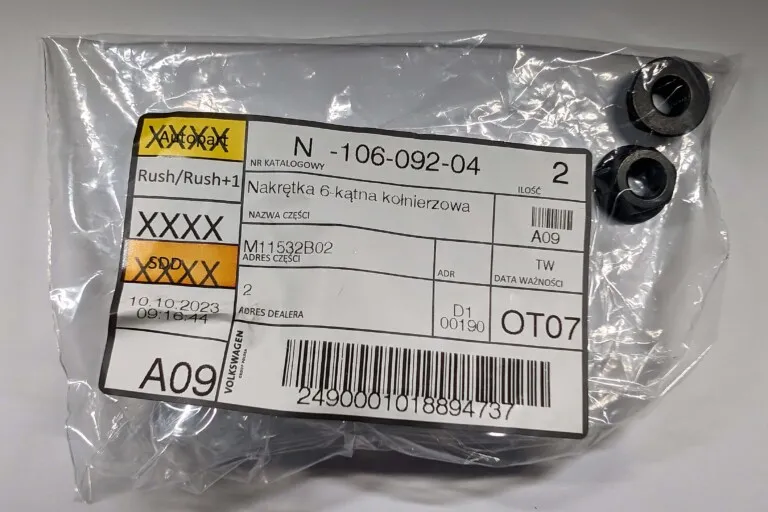 Autopart
XXXX
Rush/Rush+1
XXXX
SDD
XXXX
10.10.2023
09:16:44
A09
N -106-092-04
NR KATALOGOWY
2
ILOŚĆ
Nakrętka 6-kątna kołnierzowa
NAZWA CZĘŚCI
A09
M11532B02
ADRES CZĘŚCI
ADR
TW
DATA WAŻNOŚCI
2
ADRES DEALERA
D1
00190
OT07
VOLKSWAGEN
2490001018894737